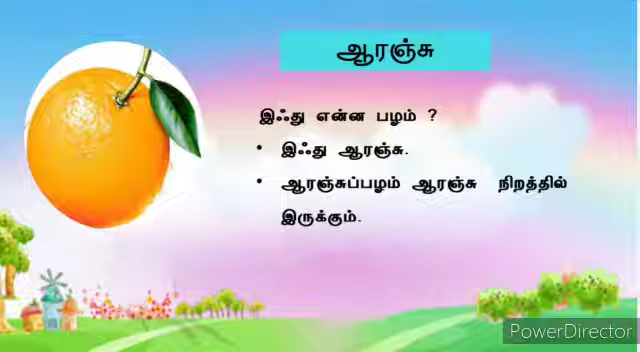 ஆரஞ்சு
இஃது என்ன பழம் ?
• இஃது ஆரஞ்சு.
• ஆரஞ்சுப்பழம் ஆரஞ்சு நிறத்தில்
இருக்கும்.
PowerDirector